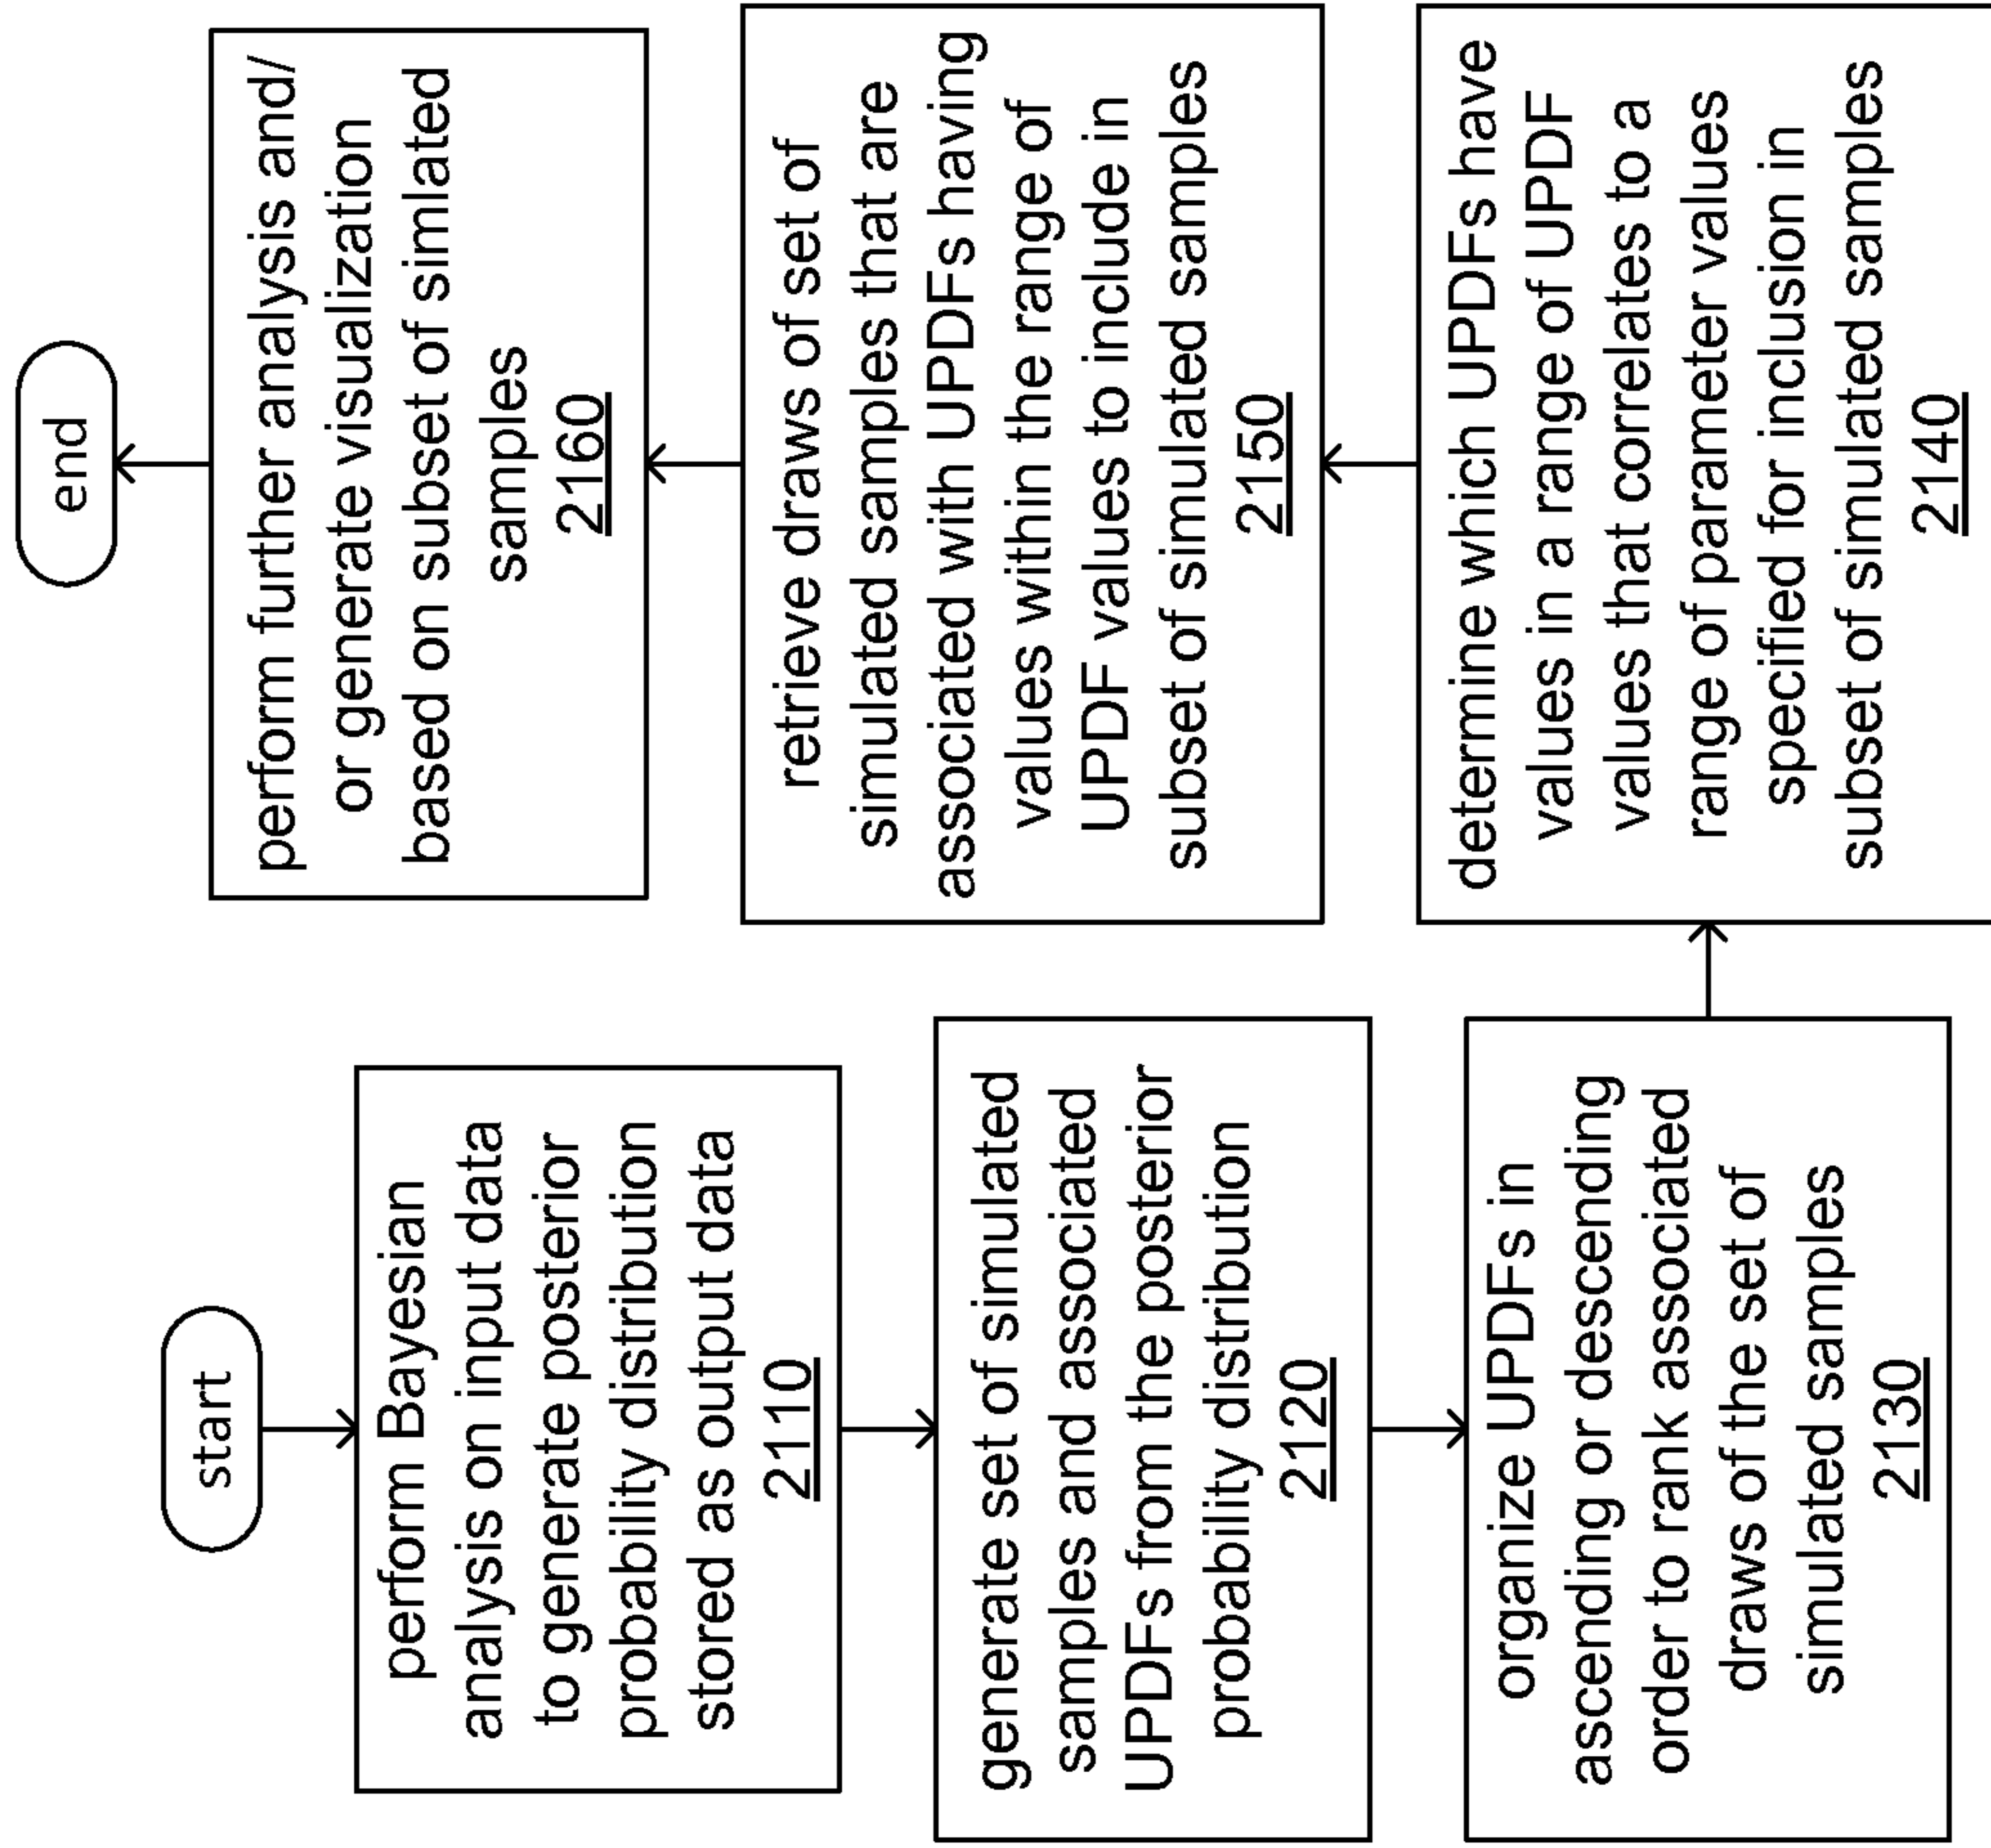 start
perform Bayesian
analysis on input data
to generate posterior
probability distribution
stored as output data
2110
generate set of simulated
samples and associated
UPDFs from the posterior
probability distribution
2120
organize UPDFs in
ascending or descending
order to rank associated
draws of the set of
simulated samples
2130
determine which UPDFs have
values in a range of UPDF
values that correlates to a
range of parameter values
specified for inclusion in
subset of simulated samples
2140
retrieve draws of set of
simulated samples that are
associated with UPDFs having
values within the range of
UPDF values to include in
subset of simulated samples
2150
perform further analysis and/
or generate visualization
based on subset of simlated
samples
2160
end